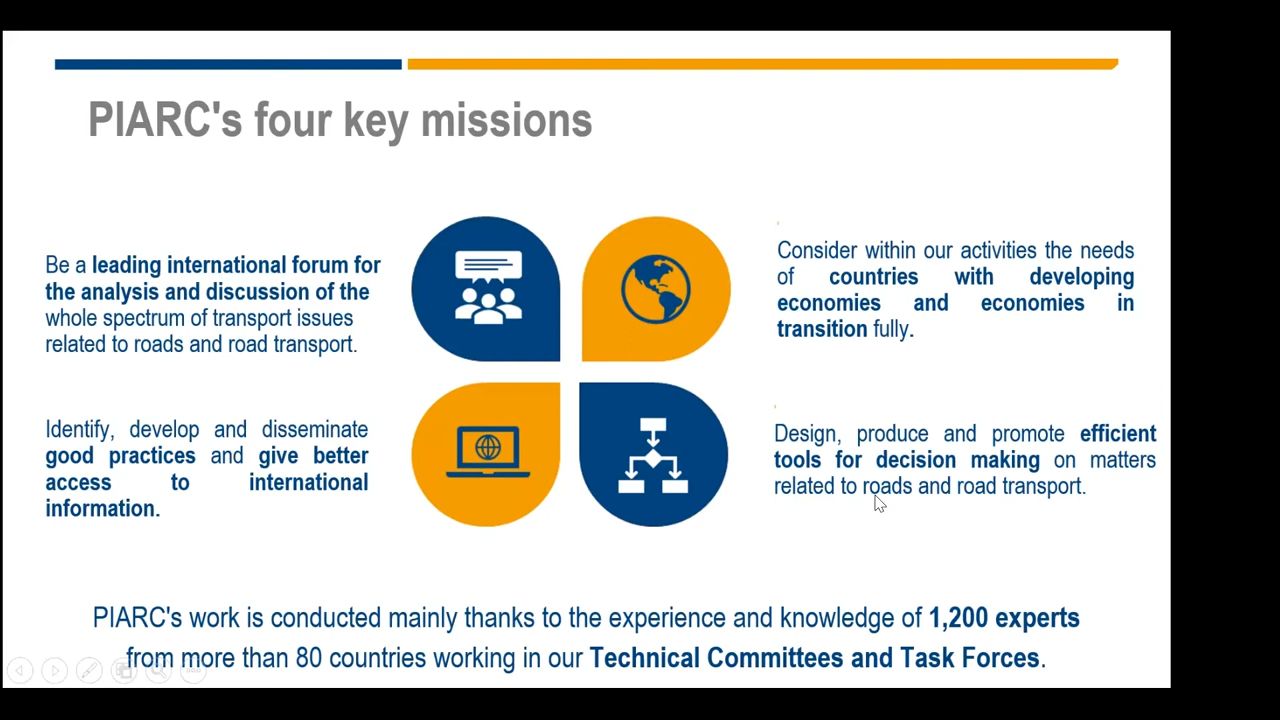 PIARC's four key missions
Be a leading international forum for
the analysis and discussion of the
whole spectrum of transport issues
related to roads and road transport.
Consider within our activities the needs
of countries with developing
economies and economies in
transition fully.
Identify, develop and disseminate
good practices and give better
access to international
information.
Design, produce and promote efficient
tools for decision making on matters
related to roads and road transport.
PIARC's work is conducted mainly thanks to the experience and knowledge of 1,200 experts
from more than 80 countries working in our Technical Committees and Task Forces.